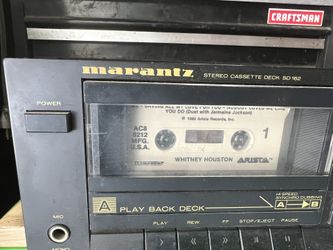 CRAFTSMAN
marantz STEREO CASSETTE DECK SD162
POWER
YOU DO (Duet with Jermaine Jackson)
℗ 1985 Arista Records, Inc.
AC8
8212
MFG.
U.S.A.
1
WHITNEY HOUSTON ARISTA
A PLAY BACK DECK
HI-SPEED
SYNCHRO DUBBING
A B
MIC
MONO
PLAY REW FF STOP/EJECT PAUSE